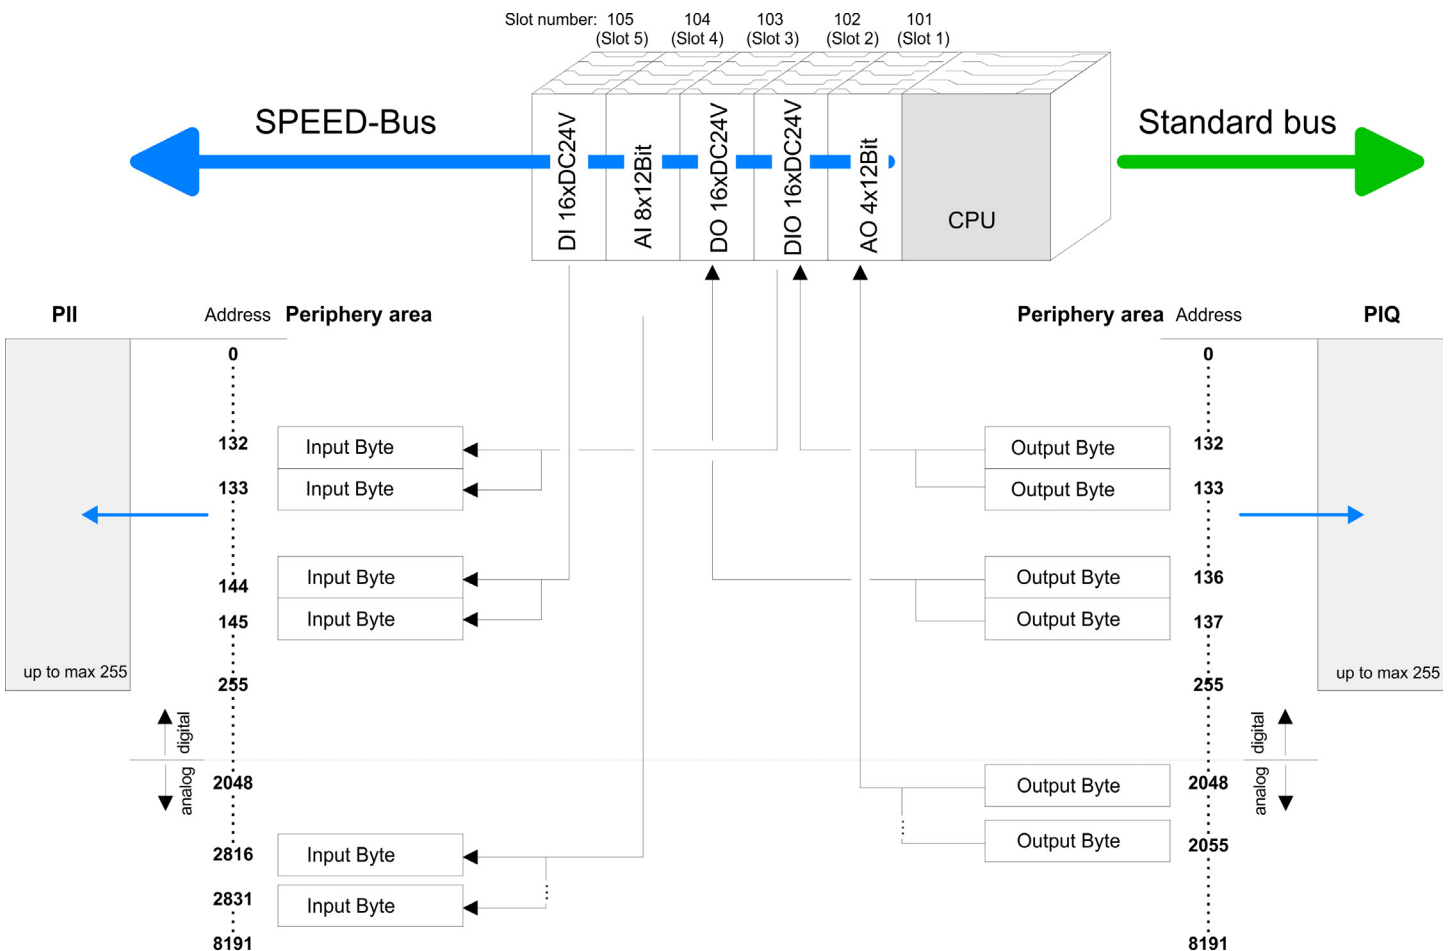 Slot number: 105 104 103 102 101
(Slot 5) (Slot 4) (Slot 3) (Slot 2) (Slot 1)
SPEED-Bus
Standard bus
DI 16xDC24V
AI 8x12Bit
DO 16xDC24V
DIO 16xDC24V
AO 4x12Bit
CPU
PII Address Periphery area
0
132 Input Byte
133 Input Byte
144 Input Byte
145 Input Byte
up to max 255
255
digital
analog
2048
2816 Input Byte
2831 Input Byte
8191
Periphery area Address PIQ
0
Output Byte 132
Output Byte 133
Output Byte 136
Output Byte 137
up to max 255
255
digital
analog
Output Byte 2048
Output Byte 2055
8191